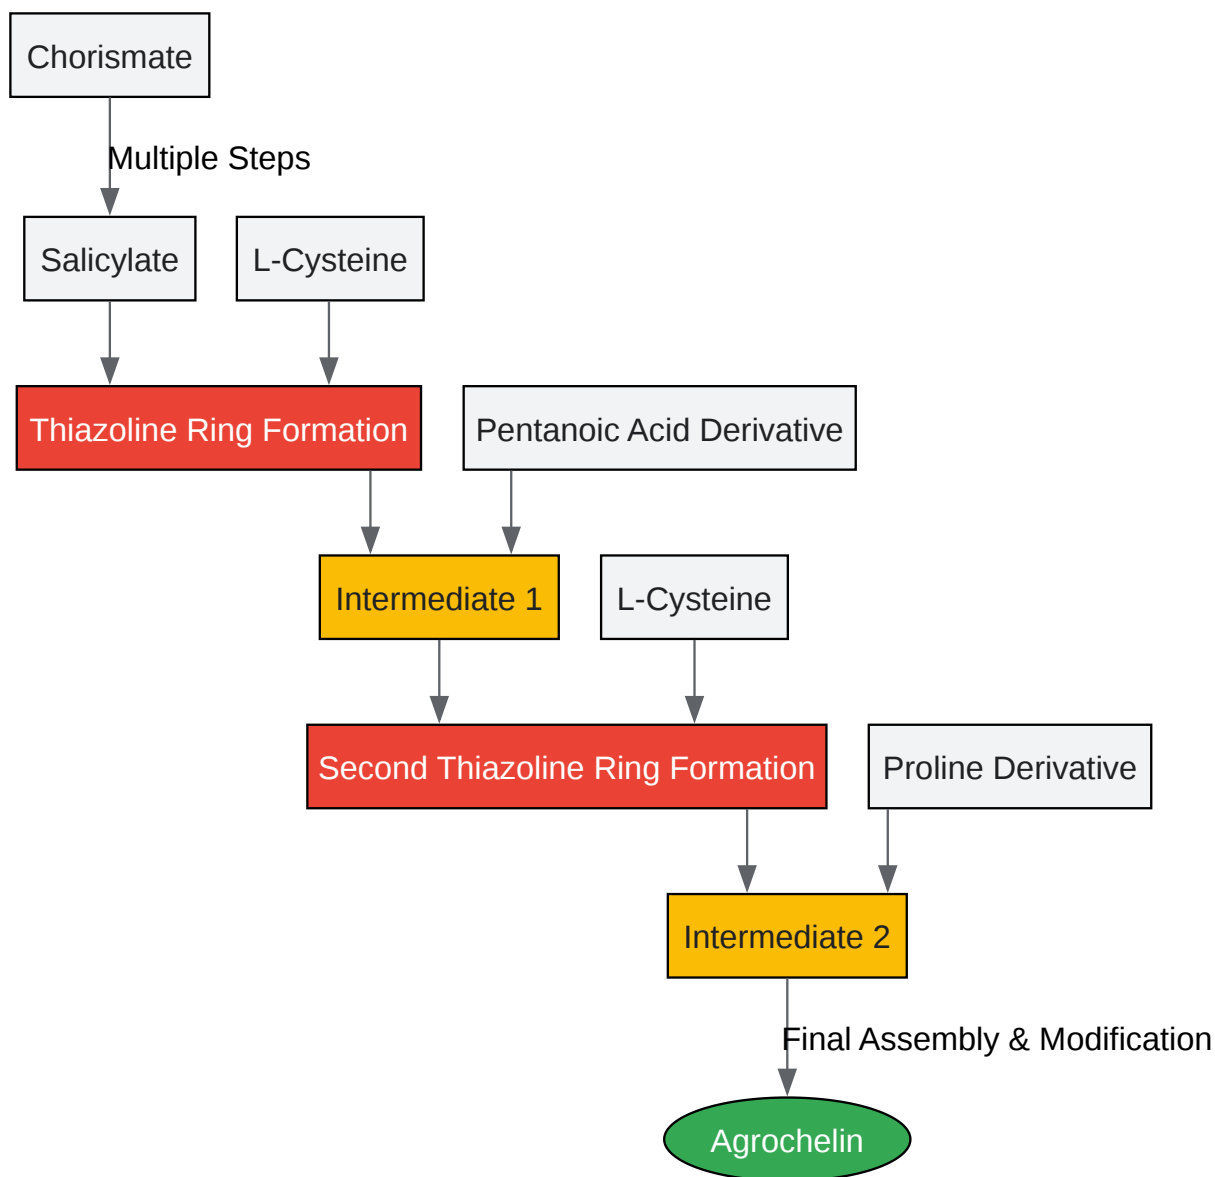 Chorismate
Multiple Steps
Salicylate
L-Cysteine
Thiazoline Ring Formation
Pentanoic Acid Derivative
Intermediate 1
L-Cysteine
Second Thiazoline Ring Formation
Proline Derivative
Intermediate 2
Final Assembly & Modification
Agrochelin